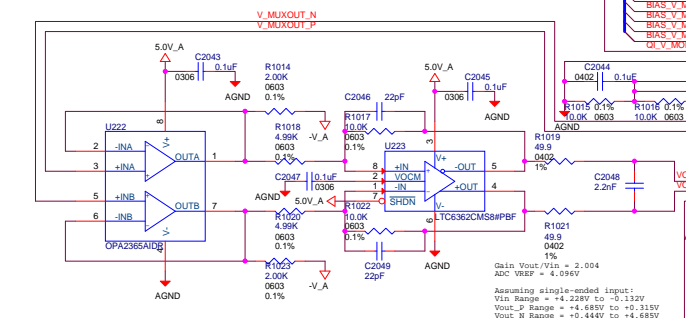 V_MUXOUT_N
V_MUXOUT_P
BIAS_V_M
BIAS_V_M
BIAS_V_M
QI_V_MO
5.0V_A
C2043
0.1uF
0306
AGND
R1014
2.00K
0603
0.1%
-V_A
5.0V_A
C2045
0.1uF
0306
AGND
C2044
0402
0.1uF
R1015
0.1%
10.0K
0603
R1016
0.1%
10.0K
0603
AGND
C2046
22pF
R1017
10.0K
0603
0.1%
U222
8
V+
2
-INA
3
+INA
OUTA
1
5
+INB
6
-INB
OUTB
7
V-
4
OPA2365AIDR
AGND
R1018
4.99K
0603
0.1%
C2047
0.1uF
0306
AGND
5.0V_A
R1020
4.99K
0603
0.1%
R1023
2.00K
0603
0.1%
-V_A
R1022
10.0K
0603
0.1%
C2049
22pF
U223
3
V+
8
+IN
2
VOCM
1
-IN
7
SHDN
-OUT
5
+OUT
4
V-
6
LTC6362CMS8#PBF
AGND
R1019
49.9
0402
1%
C2048
2.2nF
R1021
49.9
0402
1%
Gain Vout/Vin = 2.004
ADC VREF = 4.096V
Assuming single-ended input:
Vin Range = +4.228V to -0.132V
Vout_P Range = +4.685V to +0.315V
Vout N Range = +0.444V to +4.685V